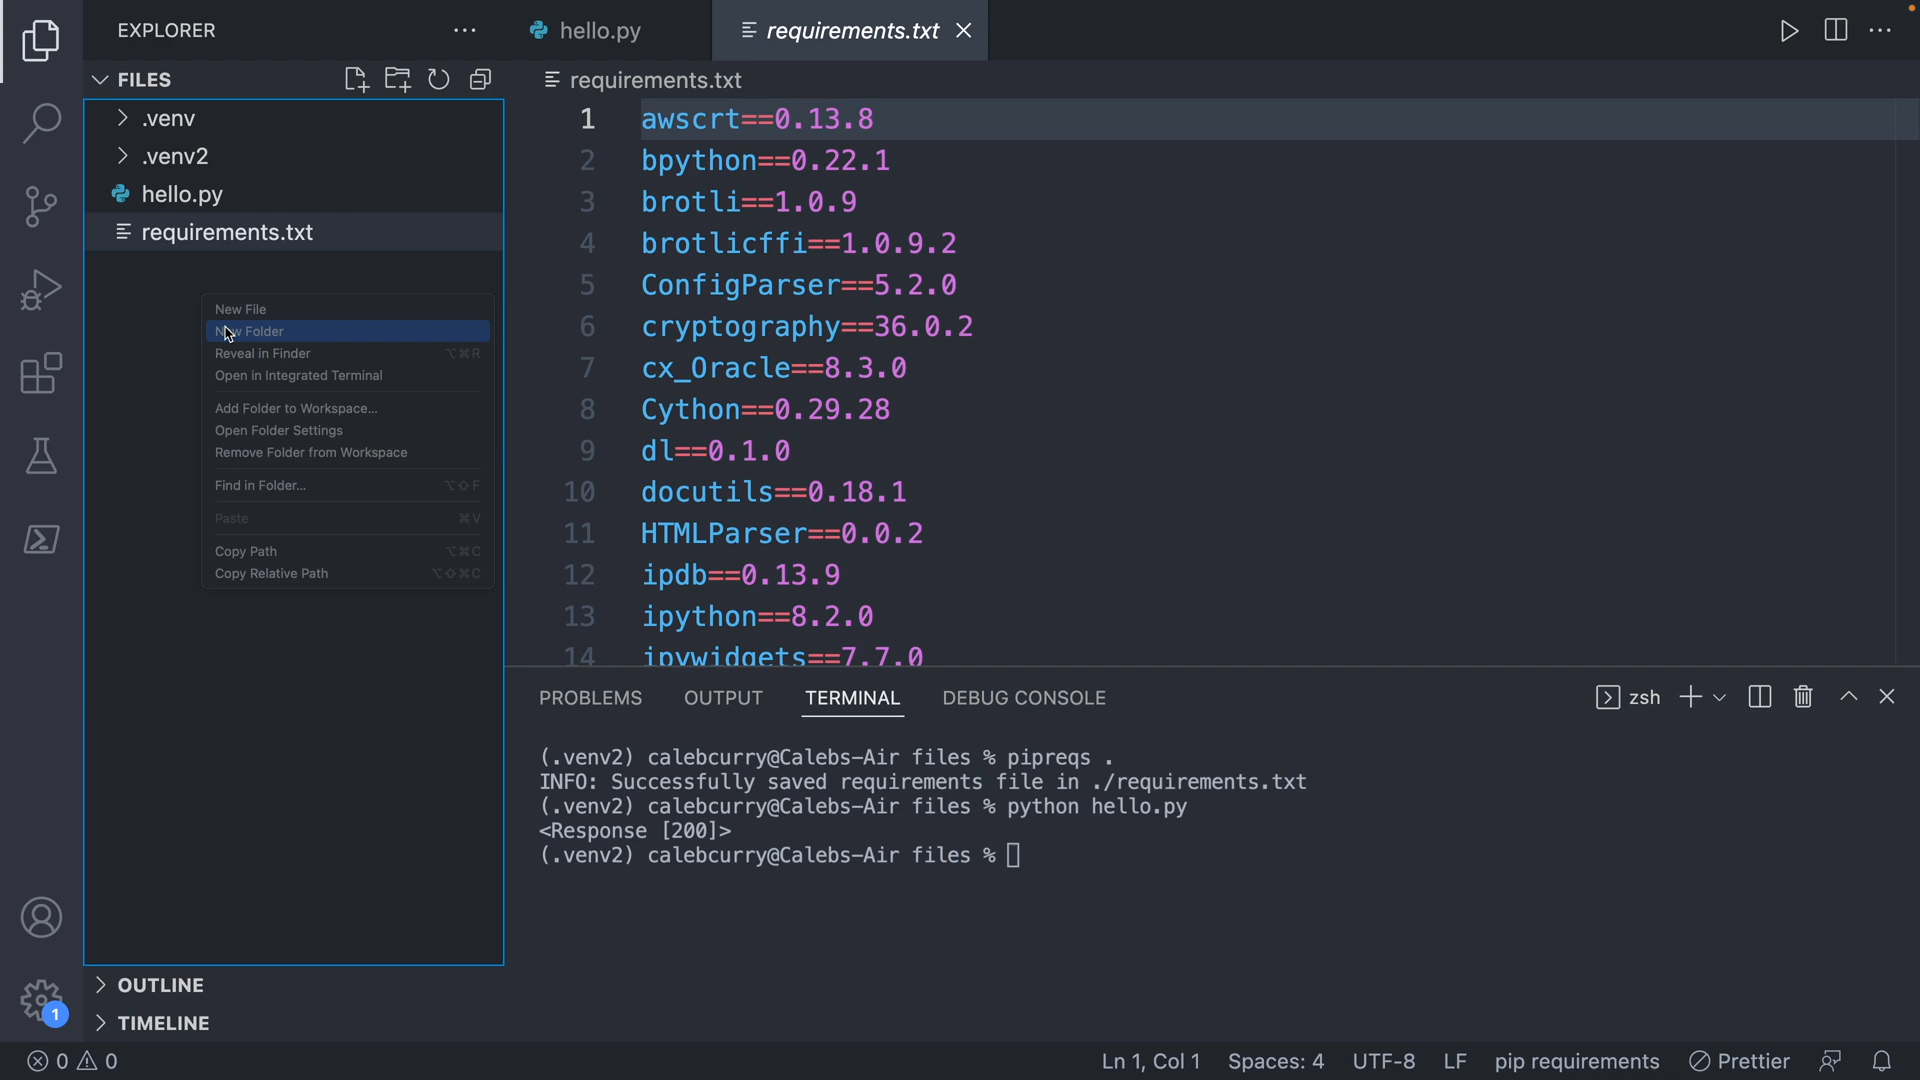 EXPLORER
hello.py
requirements.txt
FILES
requirements.txt
.venv
.venv2
hello.py
requirements.txt
New File
New Folder
Reveal in Finder ⌥⌘R
Open in Integrated Terminal
Add Folder to Workspace...
Open Folder Settings
Remove Folder from Workspace
Find in Folder... ⌥⇧F
Paste ⌘V
Copy Path ⌥⌘C
Copy Relative Path ⌥⇧⌘C
1 awscrt==0.13.8
2 bpython==0.22.1
3 brotli==1.0.9
4 brotlicffi==1.0.9.2
5 ConfigParser==5.2.0
6 cryptography==36.0.2
7 cx_Oracle==8.3.0
8 Cython==0.29.28
9 dl==0.1.0
10 docutils==0.18.1
11 HTMLParser==0.0.2
12 ipdb==0.13.9
13 ipython==8.2.0
14 ipywidgets==7.7.0
PROBLEMS OUTPUT TERMINAL DEBUG CONSOLE zsh
(.venv2) calebcurry@Calebs-Air files % pipreqs .
INFO: Successfully saved requirements file in ./requirements.txt
(.venv2) calebcurry@Calebs-Air files % python hello.py
<Response [200]>
(.venv2) calebcurry@Calebs-Air files %
OUTLINE
TIMELINE
1
0 0 Ln 1, Col 1 Spaces: 4 UTF-8 LF pip requirements Prettier